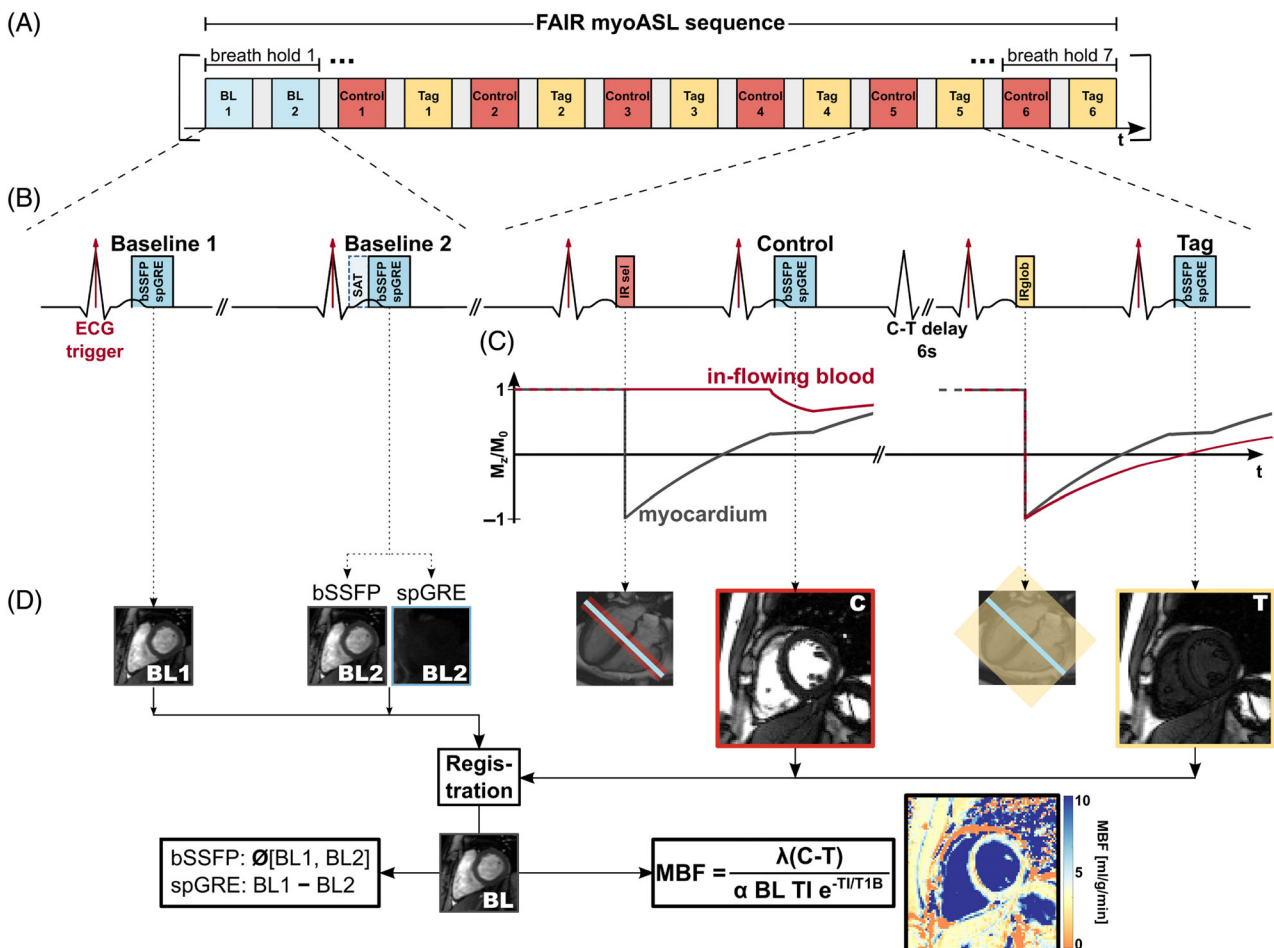 (A)
FAIR myoASL sequence
breath hold 1
...
...
breath hold 7
BL
1
BL
2
Control
1
Tag
1
Control
2
Tag
2
Control
3
Tag
3
Control
4
Tag
4
Control
5
Tag
5
Control
6
Tag
6
t
(B)
Baseline 1
bSSFP
spGRE
ECG
trigger
Baseline 2
SAT
bSSFP
spGRE
IR sel
Control
bSSFP
spGRE
C-T delay
6s
IRglob
Tag
bSSFP
spGRE
(C)
in-flowing blood
1
Mz/M0
−1
myocardium
t
(D)
bSSFP
spGRE
BL1
BL2
BL2
C
T
Regis-
tration
bSSFP: Ø[BL1, BL2]
spGRE: BL1 − BL2
BL
MBF = λ(C-T)
α BL TI e^-TI/T1B
10
5
0
MBF [ml/g/min]